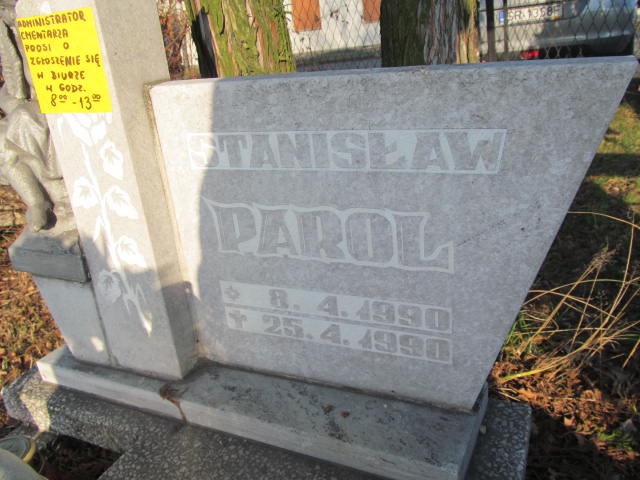 ADMINISTRATOR
CMENTARZA
PROSI O
ZGŁOSZENIE SIĘ
W BIURZE
W GODZ.
8⁰⁰-13⁰⁰
STANISŁAW
PAROL
* 8.4.1990
† 25.4.1990